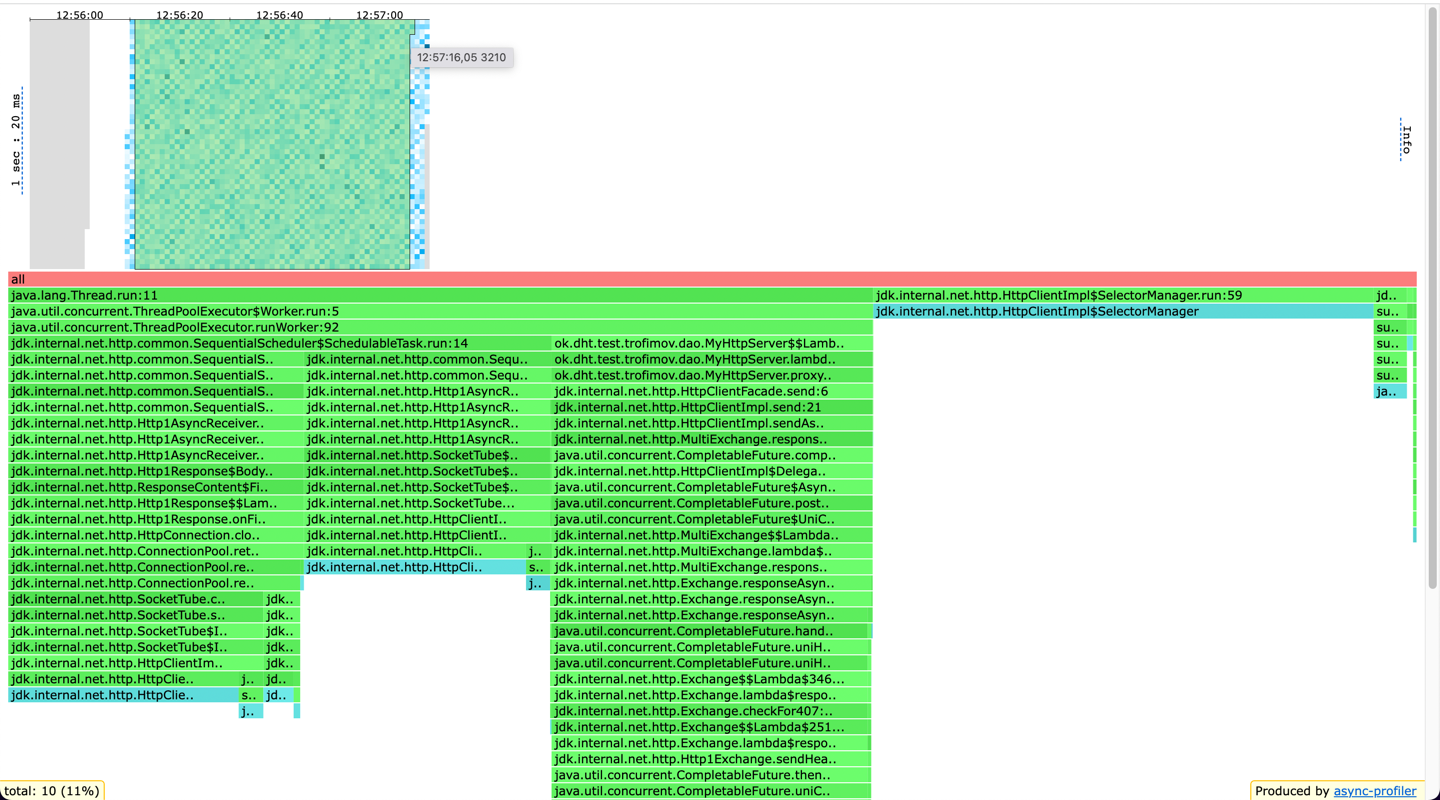 12:56:00 12:56:20 12:56:40 12:57:00
12:57:16,05 3210
1 sec : 20 ms
Info
all
java.lang.Thread.run:11 jdk.internal.net.http.HttpClientImpl$SelectorManager.run:59 jd..
java.util.concurrent.ThreadPoolExecutor$Worker.run:5 jdk.internal.net.http.HttpClientImpl$SelectorManager su..
java.util.concurrent.ThreadPoolExecutor.runWorker:92 su..
jdk.internal.net.http.common.SequentialScheduler$SchedulableTask.run:14 ok.dht.test.trofimov.dao.MyHttpServer$$Lamb.. su..
jdk.internal.net.http.common.SequentialS.. jdk.internal.net.http.common.Sequ.. ok.dht.test.trofimov.dao.MyHttpServer.lambd.. su..
jdk.internal.net.http.common.SequentialS.. jdk.internal.net.http.common.Sequ.. ok.dht.test.trofimov.dao.MyHttpServer.proxy.. su..
jdk.internal.net.http.common.SequentialS.. jdk.internal.net.http.Http1AsyncR.. jdk.internal.net.http.HttpClientFacade.send:6 ja..
jdk.internal.net.http.common.SequentialS.. jdk.internal.net.http.Http1AsyncR.. jdk.internal.net.http.HttpClientImpl.send:21
jdk.internal.net.http.Http1AsyncReceiver.. jdk.internal.net.http.Http1AsyncR.. jdk.internal.net.http.HttpClientImpl.sendAs..
jdk.internal.net.http.Http1AsyncReceiver.. jdk.internal.net.http.Http1AsyncR.. jdk.internal.net.http.MultiExchange.respons..
jdk.internal.net.http.Http1AsyncReceiver.. jdk.internal.net.http.SocketTube$.. java.util.concurrent.CompletableFuture.comp..
jdk.internal.net.http.Http1Response$Body.. jdk.internal.net.http.SocketTube$.. jdk.internal.net.http.HttpClientImpl$Delega..
jdk.internal.net.http.ResponseContent$Fi.. jdk.internal.net.http.SocketTube$.. java.util.concurrent.CompletableFuture$Asyn..
jdk.internal.net.http.Http1Response$$Lam.. jdk.internal.net.http.SocketTube... java.util.concurrent.CompletableFuture.post..
jdk.internal.net.http.Http1Response.onFi.. jdk.internal.net.http.HttpClientI.. java.util.concurrent.CompletableFuture$UniC..
jdk.internal.net.http.HttpConnection.clo.. jdk.internal.net.http.HttpClientI.. jdk.internal.net.http.MultiExchange$$Lambda..
jdk.internal.net.http.ConnectionPool.ret.. jdk.internal.net.http.HttpCli.. j.. jdk.internal.net.http.MultiExchange.lambda$..
jdk.internal.net.http.ConnectionPool.re.. jdk.internal.net.http.HttpCli.. s.. jdk.internal.net.http.MultiExchange.respons..
jdk.internal.net.http.ConnectionPool.re.. j.. jdk.internal.net.http.Exchange.responseAsyn..
jdk.internal.net.http.SocketTube.c.. jdk.. jdk.internal.net.http.Exchange.responseAsyn..
jdk.internal.net.http.SocketTube.s.. jdk.. jdk.internal.net.http.Exchange.responseAsyn..
jdk.internal.net.http.SocketTube$I.. jdk.. java.util.concurrent.CompletableFuture.hand..
jdk.internal.net.http.SocketTube$I.. jdk.. java.util.concurrent.CompletableFuture.uniH..
jdk.internal.net.http.HttpClientIm.. jdk.. java.util.concurrent.CompletableFuture.uniH..
jdk.internal.net.http.HttpClie.. j.. jd.. jdk.internal.net.http.Exchange$$Lambda$346...
jdk.internal.net.http.HttpClie.. s.. jd.. jdk.internal.net.http.Exchange.lambda$respo..
j.. jdk.internal.net.http.Exchange.checkFor407:..
jdk.internal.net.http.Exchange$$Lambda$251...
jdk.internal.net.http.Exchange.lambda$respo..
jdk.internal.net.http.Http1Exchange.sendHea..
java.util.concurrent.CompletableFuture.then..
java.util.concurrent.CompletableFuture.uniC..
total: 10 (11%)
Produced by async-profiler